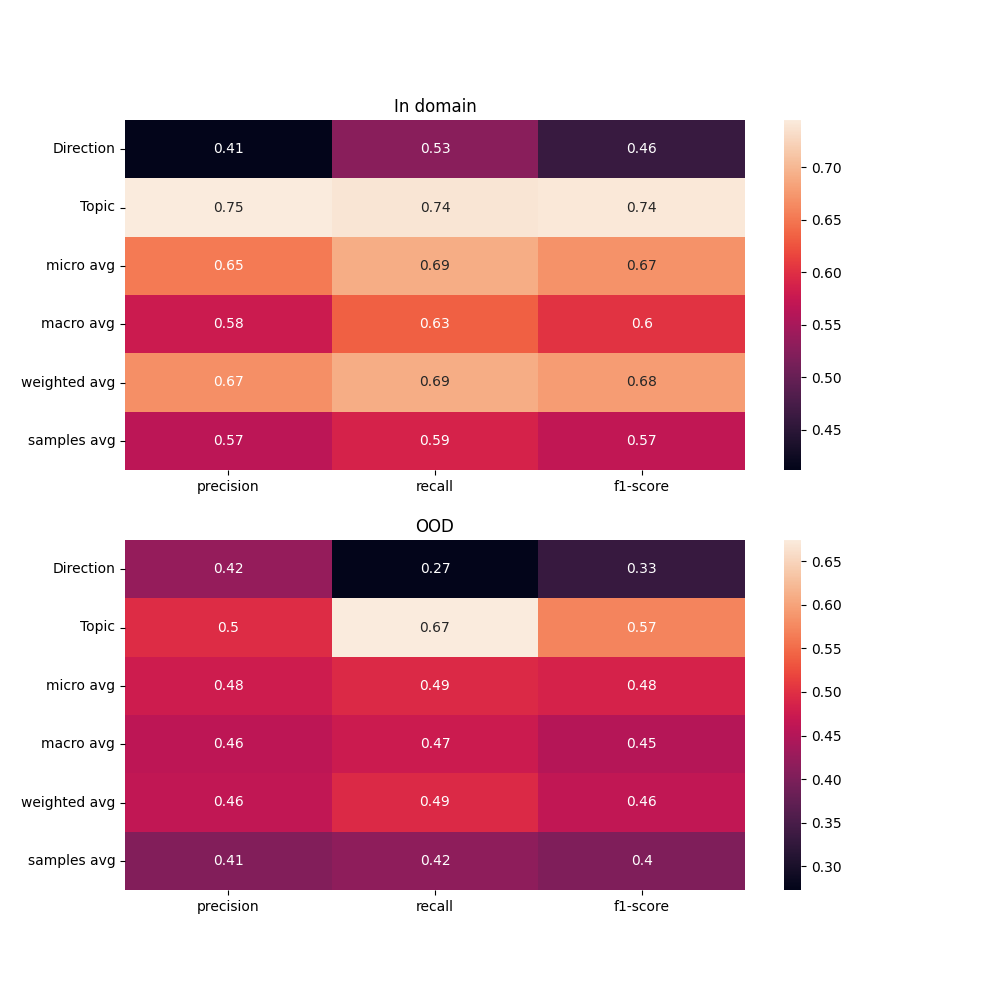 In domain
Direction 0.41 0.53 0.46
Topic 0.75 0.74 0.74
micro avg 0.65 0.69 0.67
macro avg 0.58 0.63 0.6
weighted avg 0.67 0.69 0.68
samples avg 0.57 0.59 0.57
precision recall f1-score
0.70
0.65
0.60
0.55
0.50
0.45
OOD
Direction 0.42 0.27 0.33
Topic 0.5 0.67 0.57
micro avg 0.48 0.49 0.48
macro avg 0.46 0.47 0.45
weighted avg 0.46 0.49 0.46
samples avg 0.41 0.42 0.4
precision recall f1-score
0.65
0.60
0.55
0.50
0.45
0.40
0.35
0.30